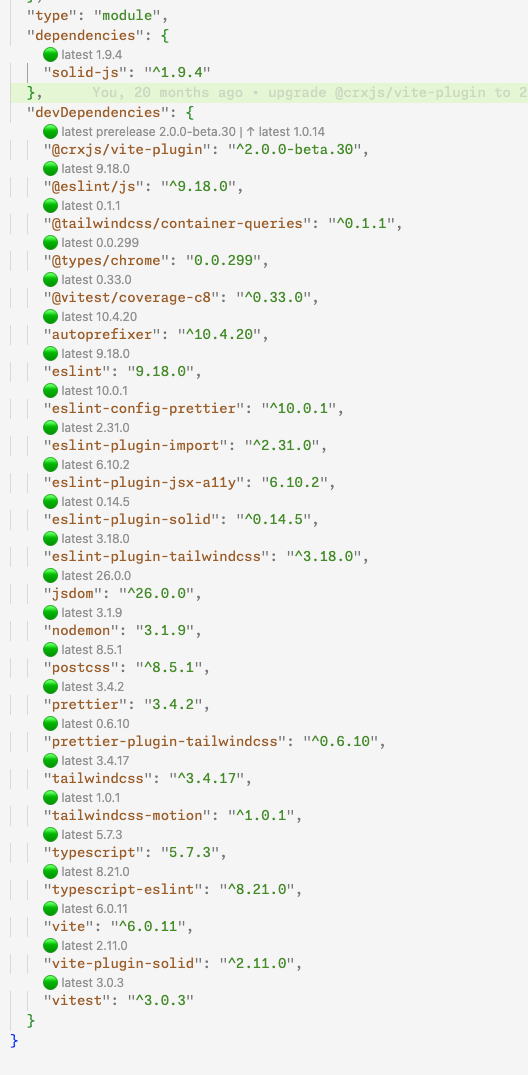 "type": "module",
"dependencies": {
latest 1.9.4
"solid-js": "^1.9.4"
}, You, 20 months ago • upgrade @crxjs/vite-plugin to 2
"devDependencies": {
latest prerelease 2.0.0-beta.30 | ↑ latest 1.0.14
"@crxjs/vite-plugin": "^2.0.0-beta.30",
latest 9.18.0
"@eslint/js": "^9.18.0",
latest 0.1.1
"@tailwindcss/container-queries": "^0.1.1",
latest 0.0.299
"@types/chrome": "0.0.299",
latest 0.33.0
"@vitest/coverage-c8": "^0.33.0",
latest 10.4.20
"autoprefixer": "^10.4.20",
latest 9.18.0
"eslint": "9.18.0",
latest 10.0.1
"eslint-config-prettier": "^10.0.1",
latest 2.31.0
"eslint-plugin-import": "^2.31.0",
latest 6.10.2
"eslint-plugin-jsx-a11y": "6.10.2",
latest 0.14.5
"eslint-plugin-solid": "^0.14.5",
latest 3.18.0
"eslint-plugin-tailwindcss": "^3.18.0",
latest 26.0.0
"jsdom": "^26.0.0",
latest 3.1.9
"nodemon": "3.1.9",
latest 8.5.1
"postcss": "^8.5.1",
latest 3.4.2
"prettier": "3.4.2",
latest 0.6.10
"prettier-plugin-tailwindcss": "^0.6.10",
latest 3.4.17
"tailwindcss": "^3.4.17",
latest 1.0.1
"tailwindcss-motion": "^1.0.1",
latest 5.7.3
"typescript": "5.7.3",
latest 8.21.0
"typescript-eslint": "^8.21.0",
latest 6.0.11
"vite": "^6.0.11",
latest 2.11.0
"vite-plugin-solid": "^2.11.0",
latest 3.0.3
"vitest": "^3.0.3"
}
}